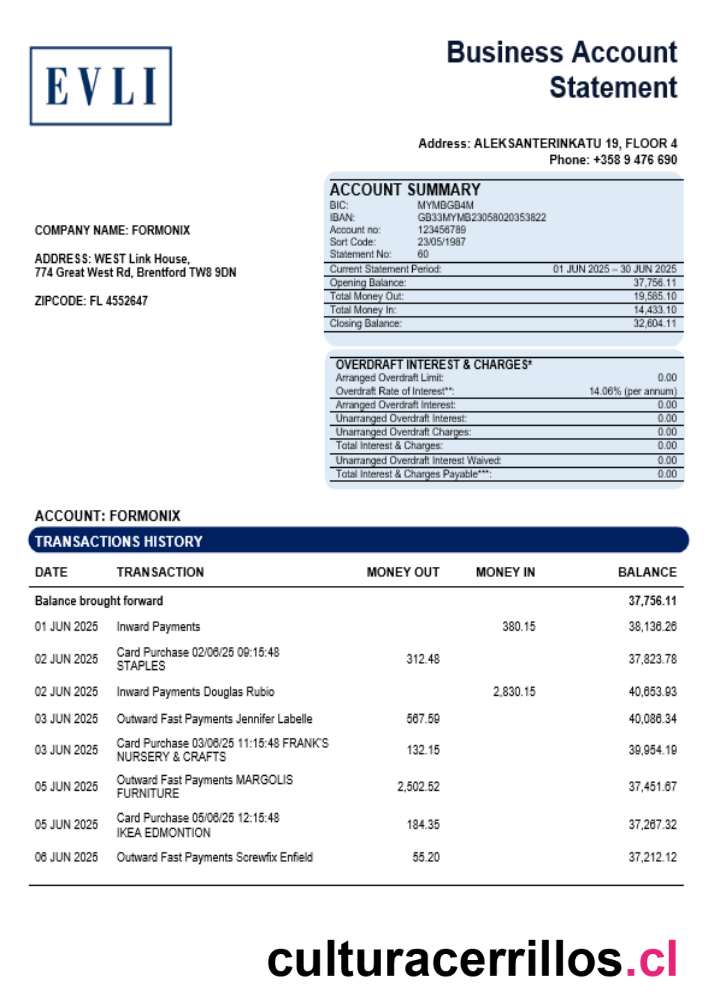 EVLI
Business Account
Statement
Address: ALEKSANTERINKATU 19, FLOOR 4
Phone: +358 9 476 690
COMPANY NAME: FORMONIX
ADDRESS: WEST Link House,
774 Great West Rd, Brentford TW8 9DN
ZIPCODE: FL 4552647
ACCOUNT SUMMARY
BIC: MYMBGB4M
IBAN: GB33MYMB23058020353822
Account no: 123456789
Sort Code: 23/05/1987
Statement No: 60
Current Statement Period: 01 JUN 2025 – 30 JUN 2025
Opening Balance: 37,756.11
Total Money Out: 19,585.10
Total Money In: 14,433.10
Closing Balance: 32,604.11
OVERDRAFT INTEREST & CHARGES*
Arranged Overdraft Limit: 0.00
Overdraft Rate of Interest**: 14.06% (per annum)
Arranged Overdraft Interest: 0.00
Unarranged Overdraft Interest: 0.00
Unarranged Overdraft Charges: 0.00
Total Interest & Charges: 0.00
Unarranged Overdraft Interest Waived: 0.00
Total Interest & Charges Payable***: 0.00
ACCOUNT: FORMONIX
TRANSACTIONS HISTORY
DATE TRANSACTION MONEY OUT MONEY IN BALANCE
Balance brought forward 37,756.11
01 JUN 2025 Inward Payments 380.15 38,136.26
02 JUN 2025 Card Purchase 02/06/25 09:15:48
STAPLES 312.48 37,823.78
02 JUN 2025 Inward Payments Douglas Rubio 2,830.15 40,653.93
03 JUN 2025 Outward Fast Payments Jennifer Labelle 567.59 40,086.34
03 JUN 2025 Card Purchase 03/06/25 11:15:48 FRANK'S
NURSERY & CRAFTS 132.15 39,954.19
05 JUN 2025 Outward Fast Payments MARGOLIS
FURNITURE 2,502.52 37,451.67
05 JUN 2025 Card Purchase 05/06/25 12:15:48
IKEA EDMONTION 184.35 37,267.32
06 JUN 2025 Outward Fast Payments Screwfix Enfield 55.20 37,212.12
culturacerrillos.cl